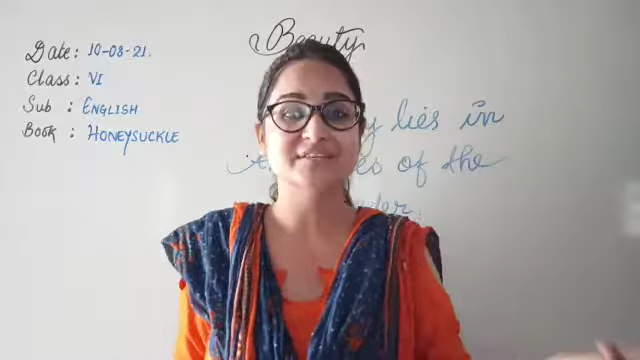 Date: 10-08-21.
Class: VI
Sub : ENGLISH
Book : HONEYSUCKLE
Beauty
lies in
of the